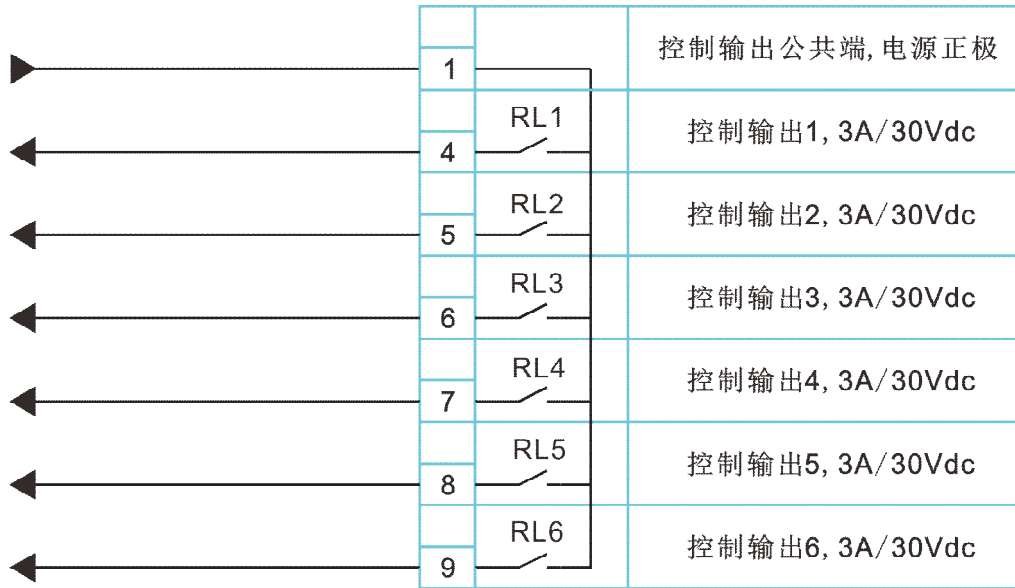 1
控制输出公共端,电源正极
4
RL1
控制输出1, 3A/30Vdc
5
RL2
控制输出2, 3A/30Vdc
6
RL3
控制输出3, 3A/30Vdc
7
RL4
控制输出4, 3A/30Vdc
8
RL5
控制输出5, 3A/30Vdc
9
RL6
控制输出6, 3A/30Vdc